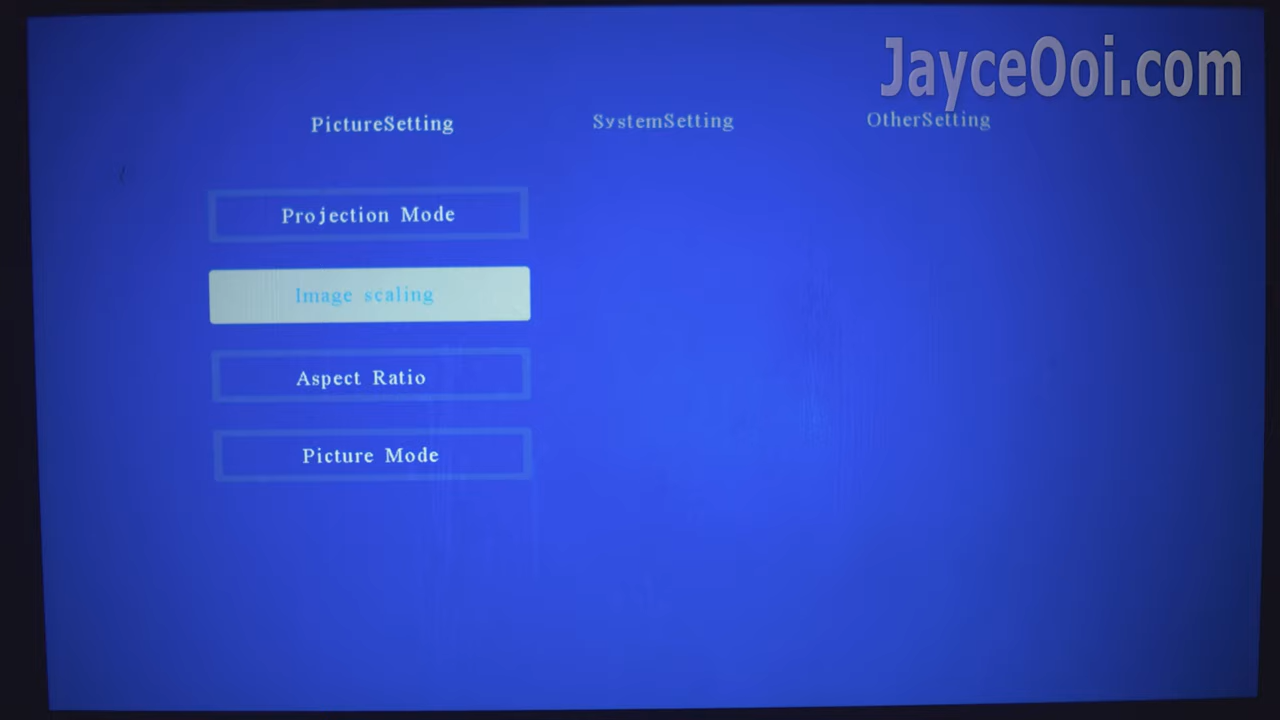 JayceOoi.com
PictureSetting SystemSetting OtherSetting
Projection Mode
Image scaling
Aspect Ratio
Picture Mode